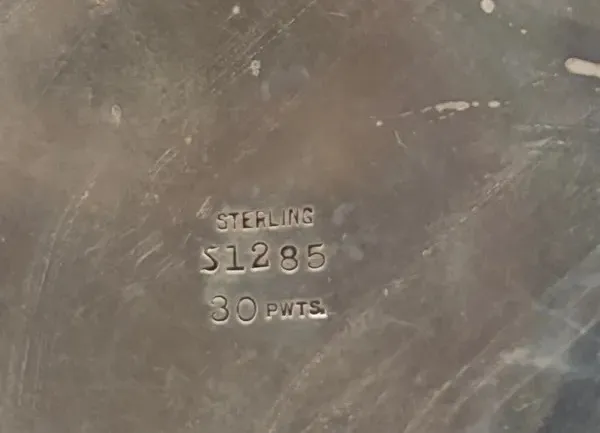 STERLING
S1285
30 PWTS.